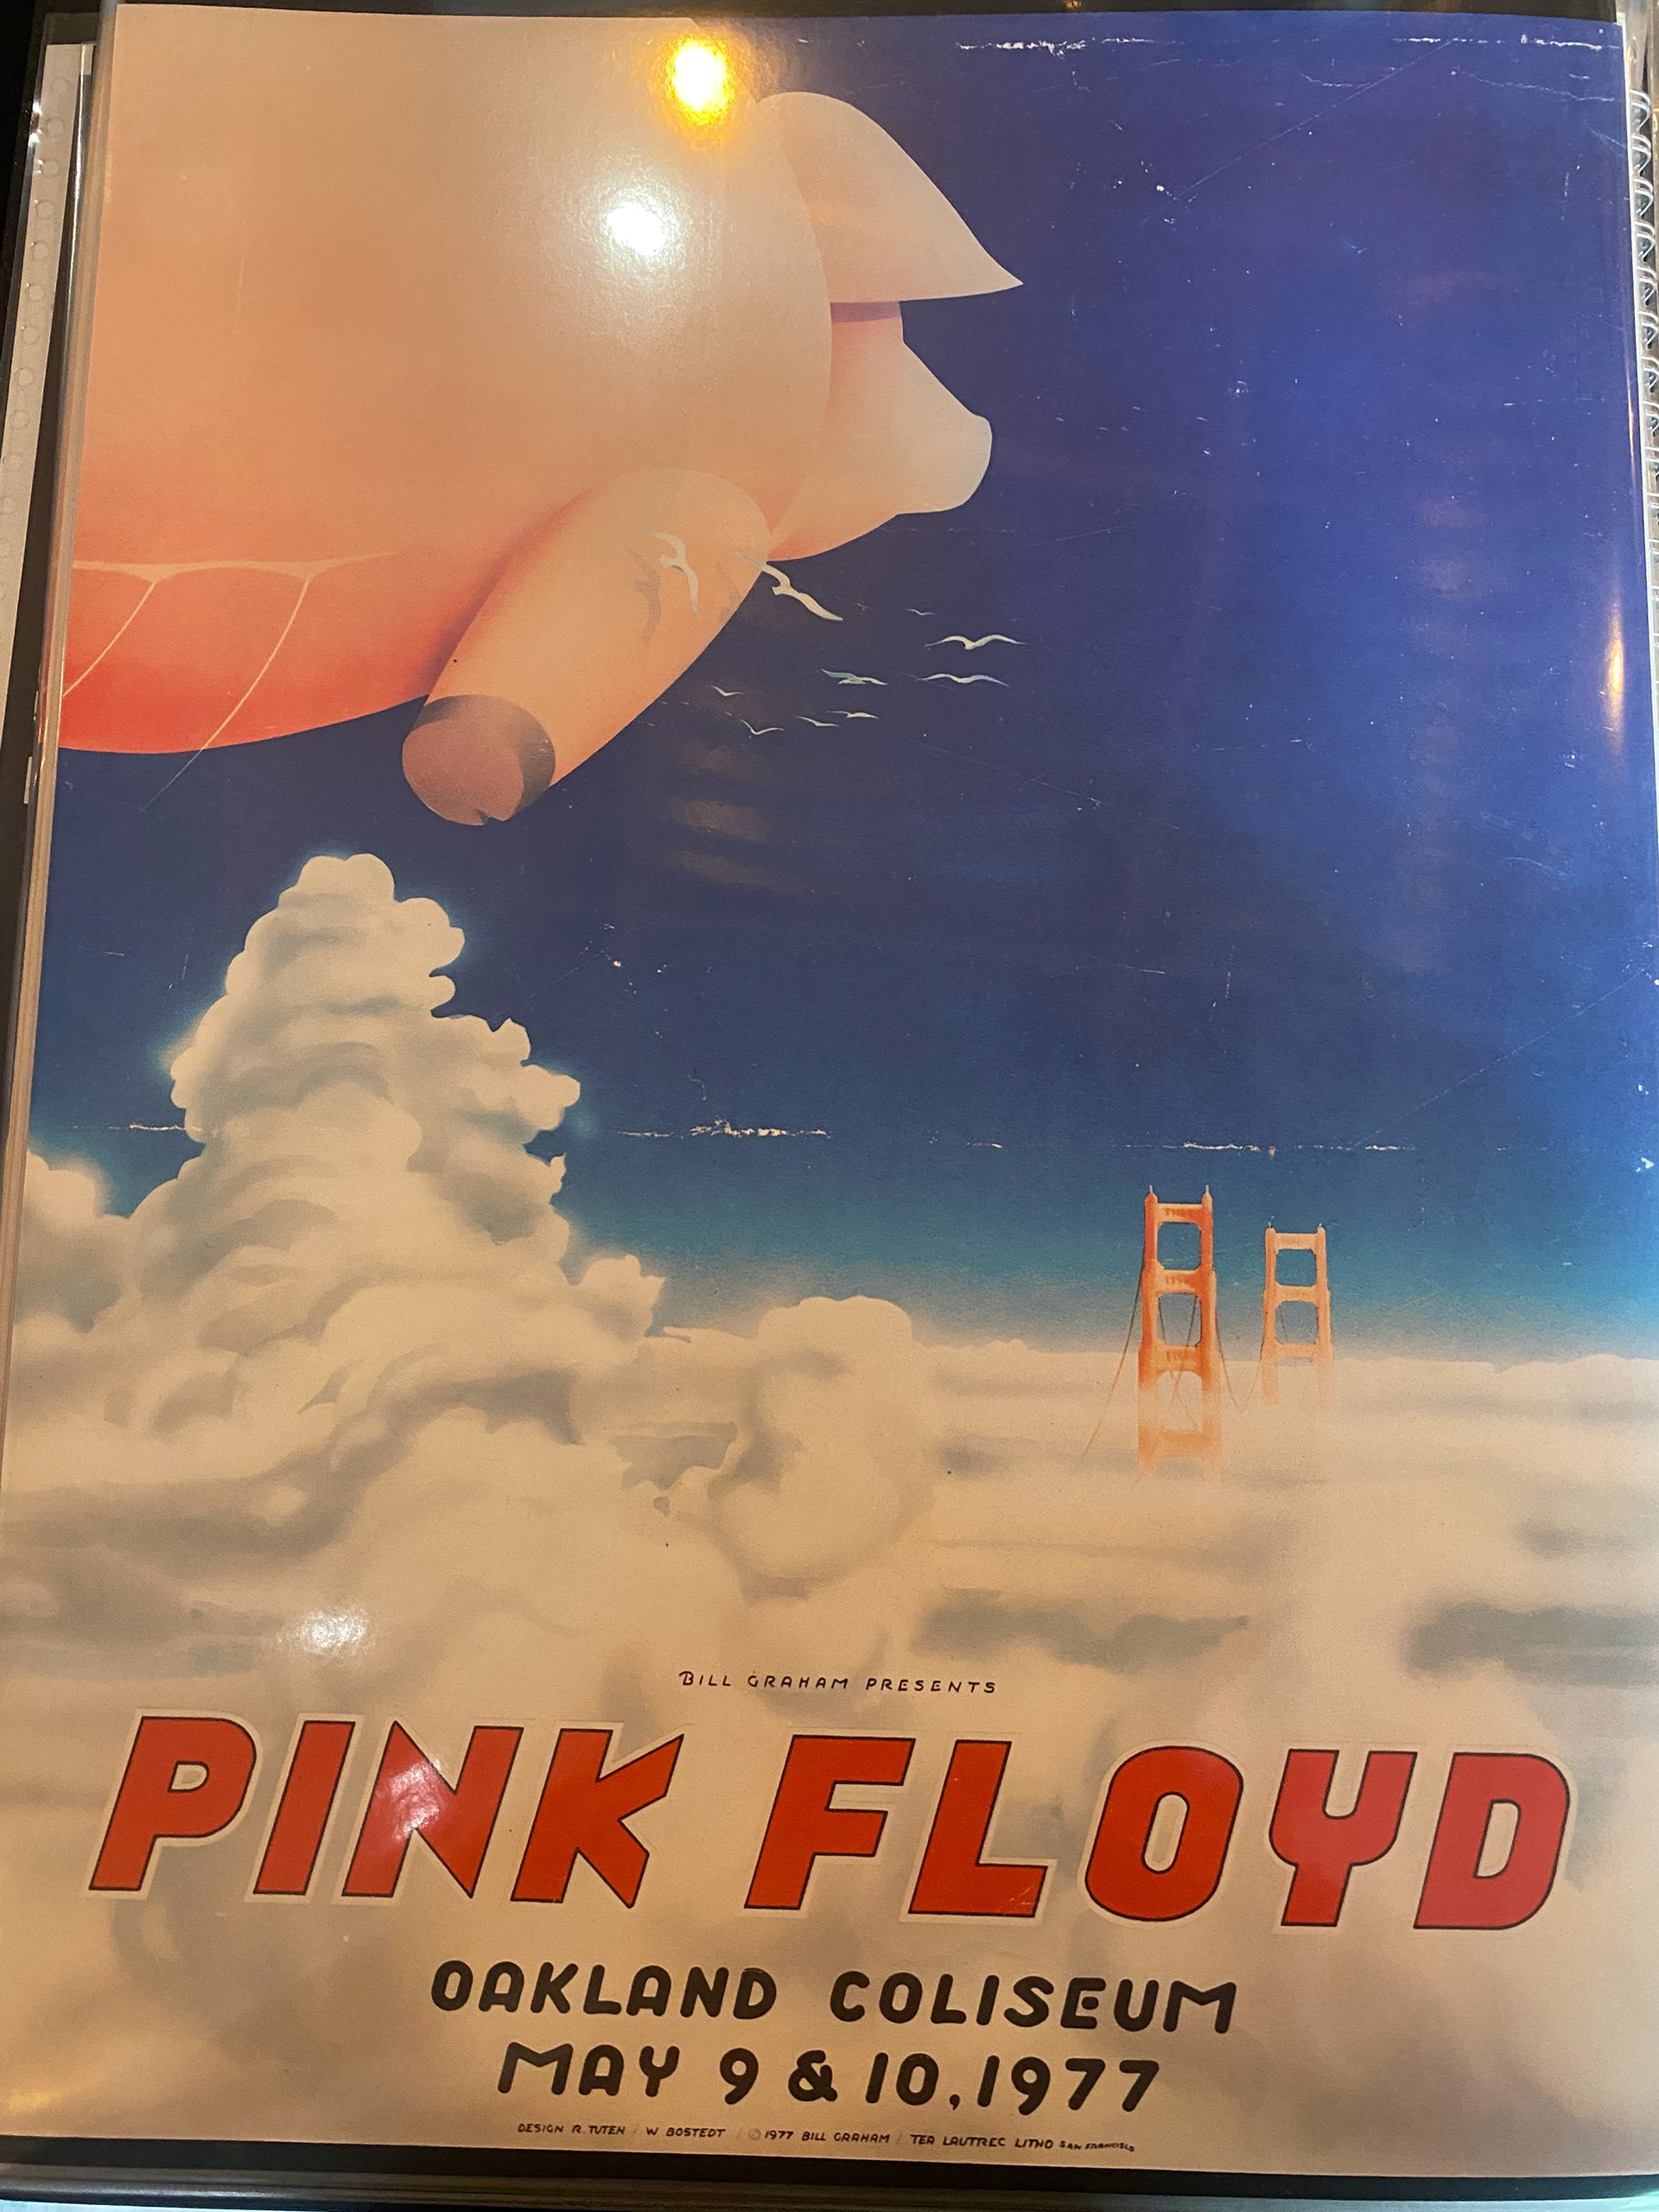 BILL GRAHAM PRESENTS
PINK FLOYD
OAKLAND COLISEUM
MAY 9 & 10, 1977
DESIGN R. TUTEN / W BOSTEDT / © 1977 BILL GRAHAM / TEA LAUTREC LITHO SAN FRANCISCO